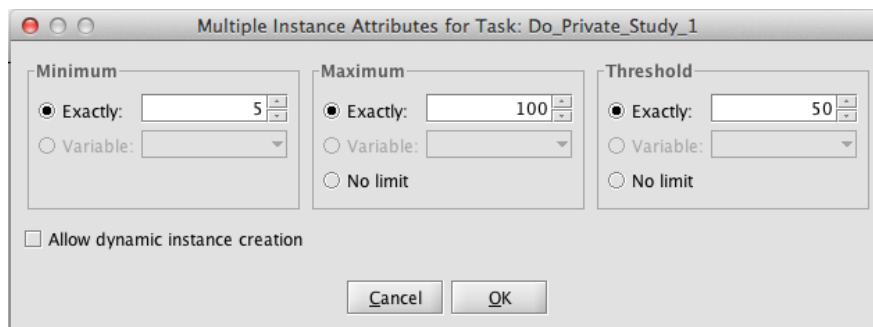 Multiple Instance Attributes for Task: Do_Private_Study_1
Minimum
Exactly: 5
Variable:
Maximum
Exactly: 100
Variable:
No limit
Threshold
Exactly: 50
Variable:
No limit
Allow dynamic instance creation
Cancel OK